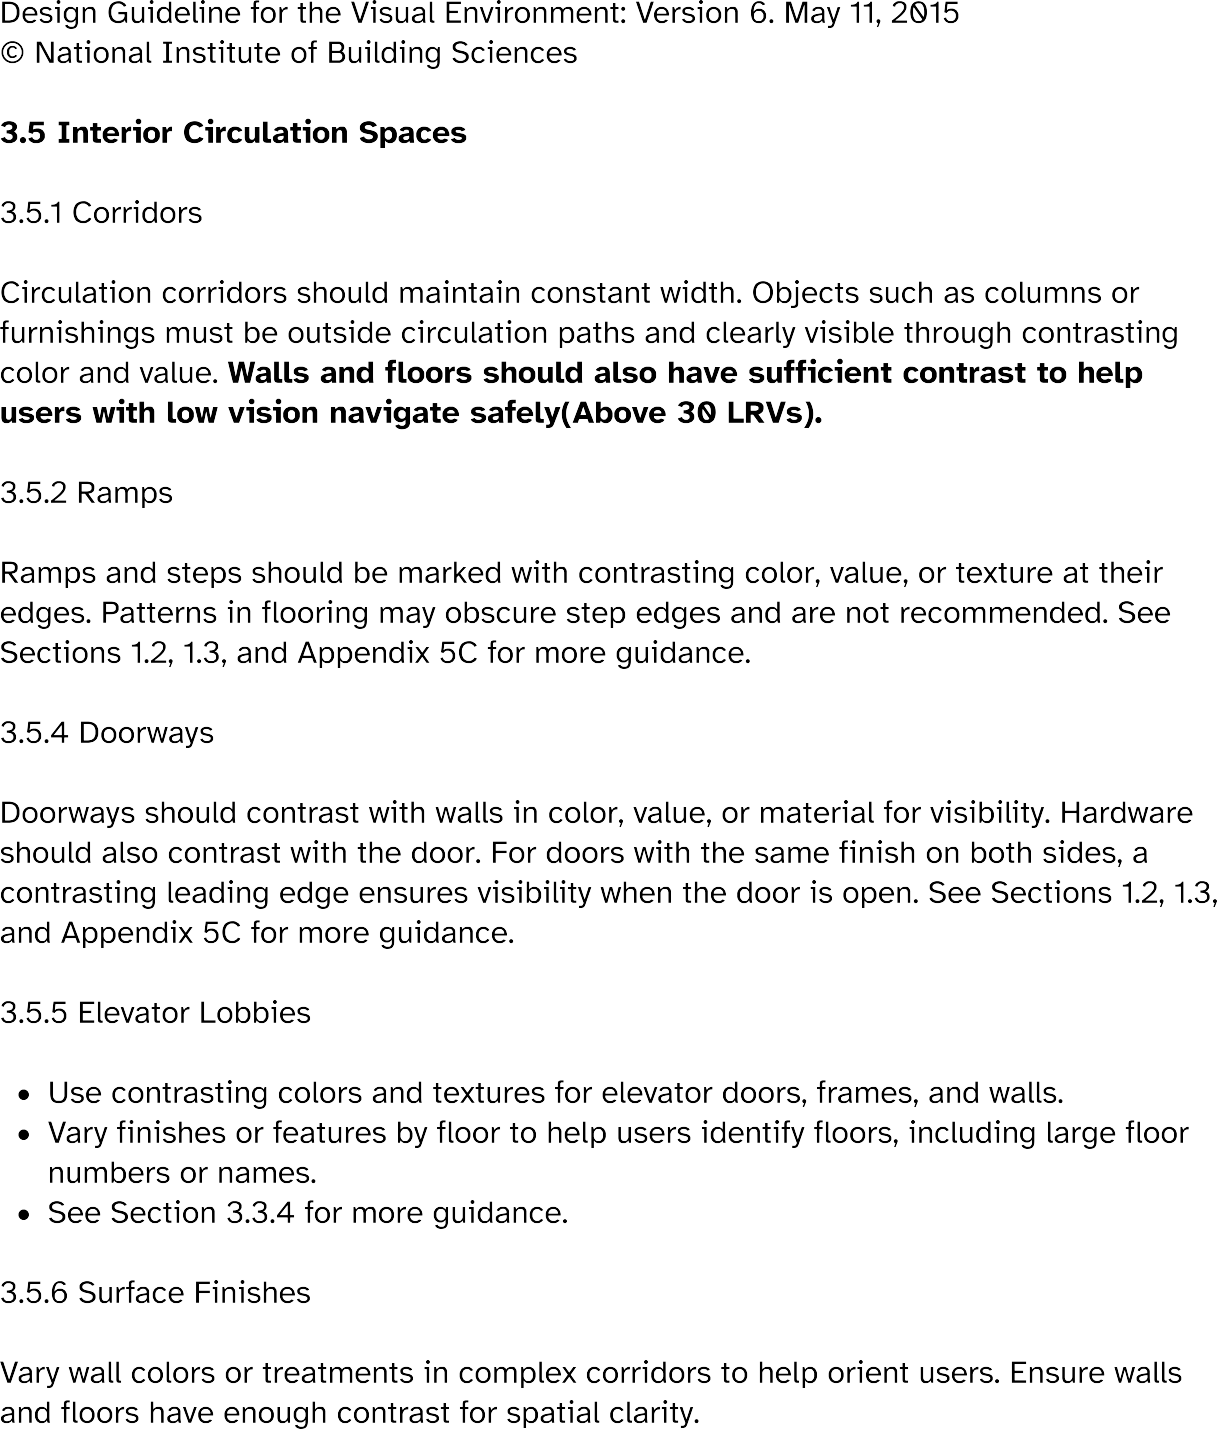 Design Guideline for the Visual Environment: Version 6. May 11, 2015
© National Institute of Building Sciences
3.5 Interior Circulation Spaces
3.5.1 Corridors
Circulation corridors should maintain constant width. Objects such as columns or
furnishings must be outside circulation paths and clearly visible through contrasting
color and value. Walls and floors should also have sufficient contrast to help
users with low vision navigate safely(Above 30 LRVs).
3.5.2 Ramps
Ramps and steps should be marked with contrasting color, value, or texture at their
edges. Patterns in flooring may obscure step edges and are not recommended. See
Sections 1.2, 1.3, and Appendix 5C for more guidance.
3.5.4 Doorways
Doorways should contrast with walls in color, value, or material for visibility. Hardware
should also contrast with the door. For doors with the same finish on both sides, a
contrasting leading edge ensures visibility when the door is open. See Sections 1.2, 1.3,
and Appendix 5C for more guidance.
3.5.5 Elevator Lobbies
• Use contrasting colors and textures for elevator doors, frames, and walls.
• Vary finishes or features by floor to help users identify floors, including large floor
numbers or names.
• See Section 3.3.4 for more guidance.
3.5.6 Surface Finishes
Vary wall colors or treatments in complex corridors to help orient users. Ensure walls
and floors have enough contrast for spatial clarity.